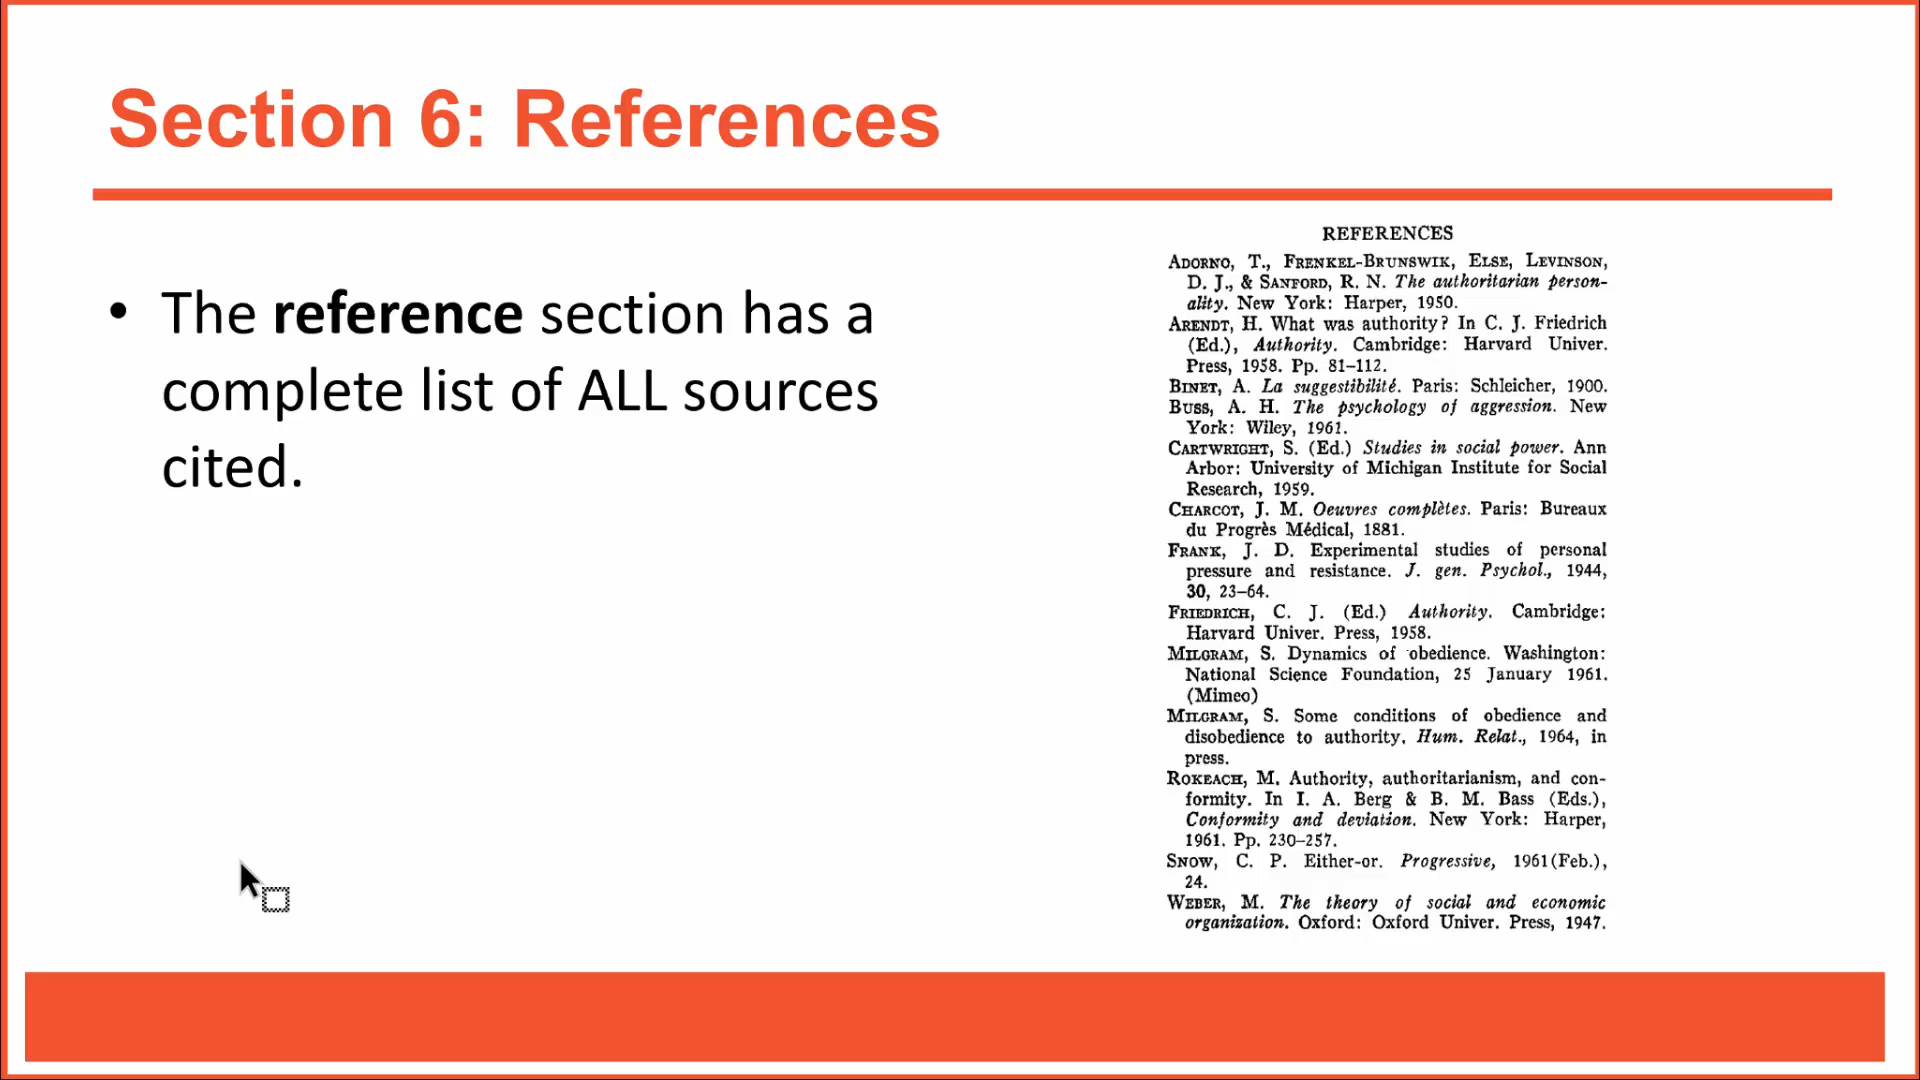 Section 6: References
• The reference section has a
complete list of ALL sources
cited.
REFERENCES
ADORNO, T., FRENKEL-BRUNSWIK, ELSE, LEVINSON,
D. J., & SANFORD, R. N. The authoritarian person-
ality. New York: Harper, 1950.
ARENDT, H. What was authority? In C. J. Friedrich
(Ed.), Authority. Cambridge: Harvard Univer.
Press, 1958. Pp. 81–112.
BINET, A. La suggestibilité. Paris: Schleicher, 1900.
BUSS, A. H. The psychology of aggression. New
York: Wiley, 1961.
CARTWRIGHT, S. (Ed.) Studies in social power. Ann
Arbor: University of Michigan Institute for Social
Research, 1959.
CHARCOT, J. M. Oeuvres complètes. Paris: Bureaux
du Progrès Médical, 1881.
FRANK, J. D. Experimental studies of personal
pressure and resistance. J. gen. Psychol., 1944,
30, 23–64.
FRIEDRICH, C. J. (Ed.) Authority. Cambridge:
Harvard Univer. Press, 1958.
MILGRAM, S. Dynamics of obedience. Washington:
National Science Foundation, 25 January 1961.
(Mimeo)
MILGRAM, S. Some conditions of obedience and
disobedience to authority. Hum. Relat., 1964, in
press.
ROKEACH, M. Authority, authoritarianism, and con-
formity. In I. A. Berg & B. M. Bass (Eds.),
Conformity and deviation. New York: Harper,
1961. Pp. 230–257.
SNOW, C. P. Either-or. Progressive, 1961(Feb.),
24.
WEBER, M. The theory of social and economic
organization. Oxford: Oxford Univer. Press, 1947.